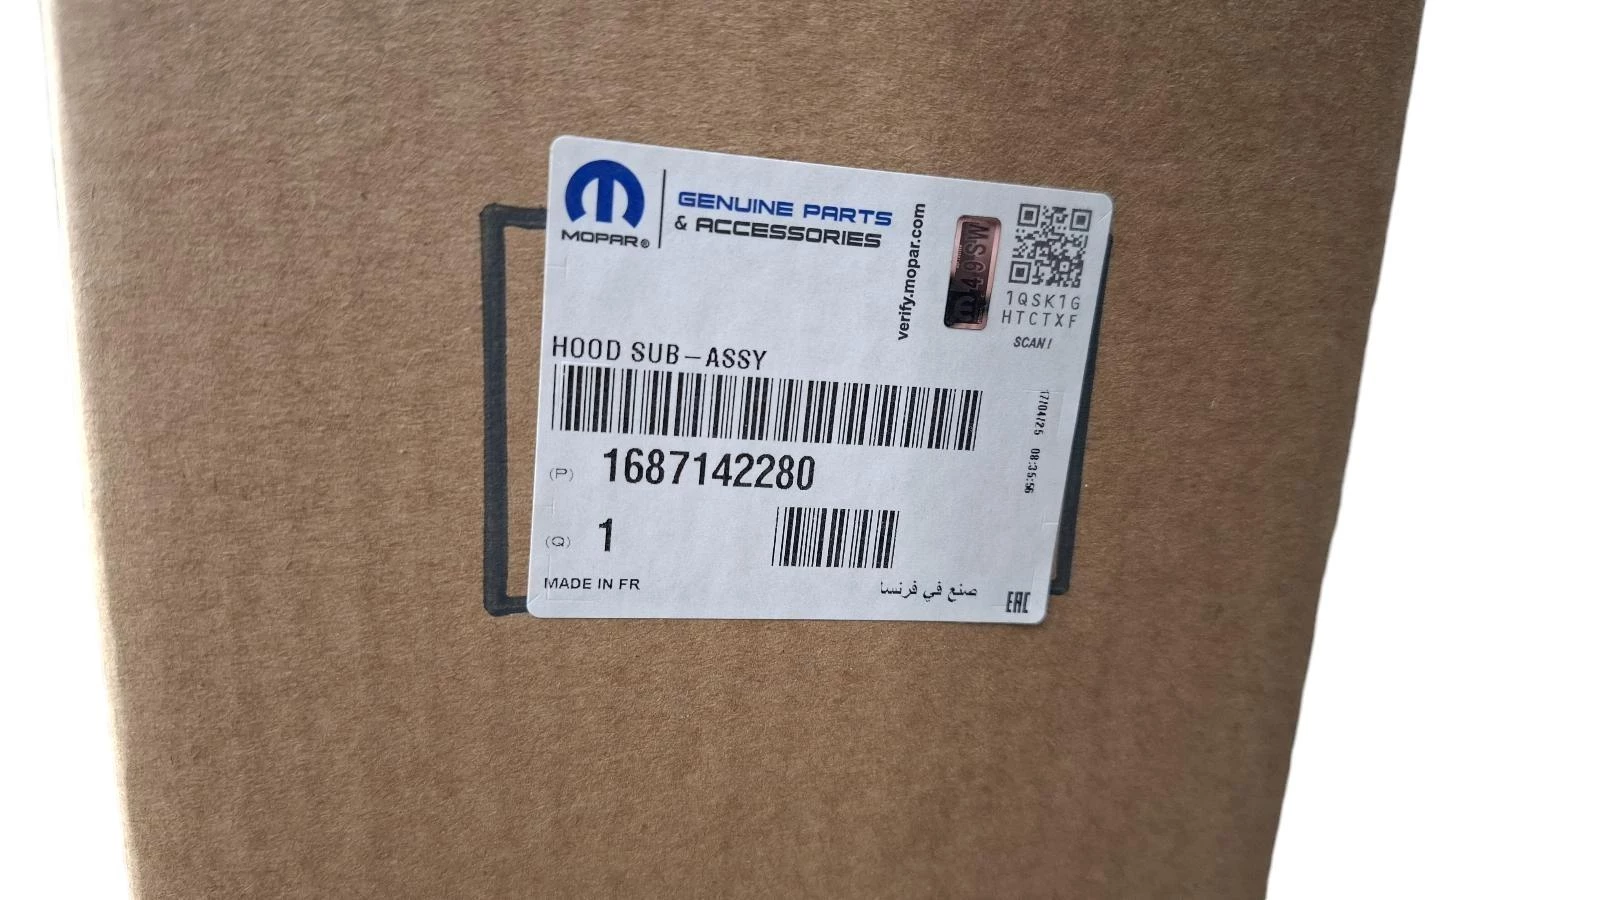 MOPAR®
GENUINE PARTS
& ACCESSORIES
verify.mopar.com
49SW
1QSK1G
HTCTXF
SCAN!
HOOD SUB-ASSY
17/04/25 08:35:56
(P) 1687142280
(Q) 1
MADE IN FR
صنع في فرنسا
EAC